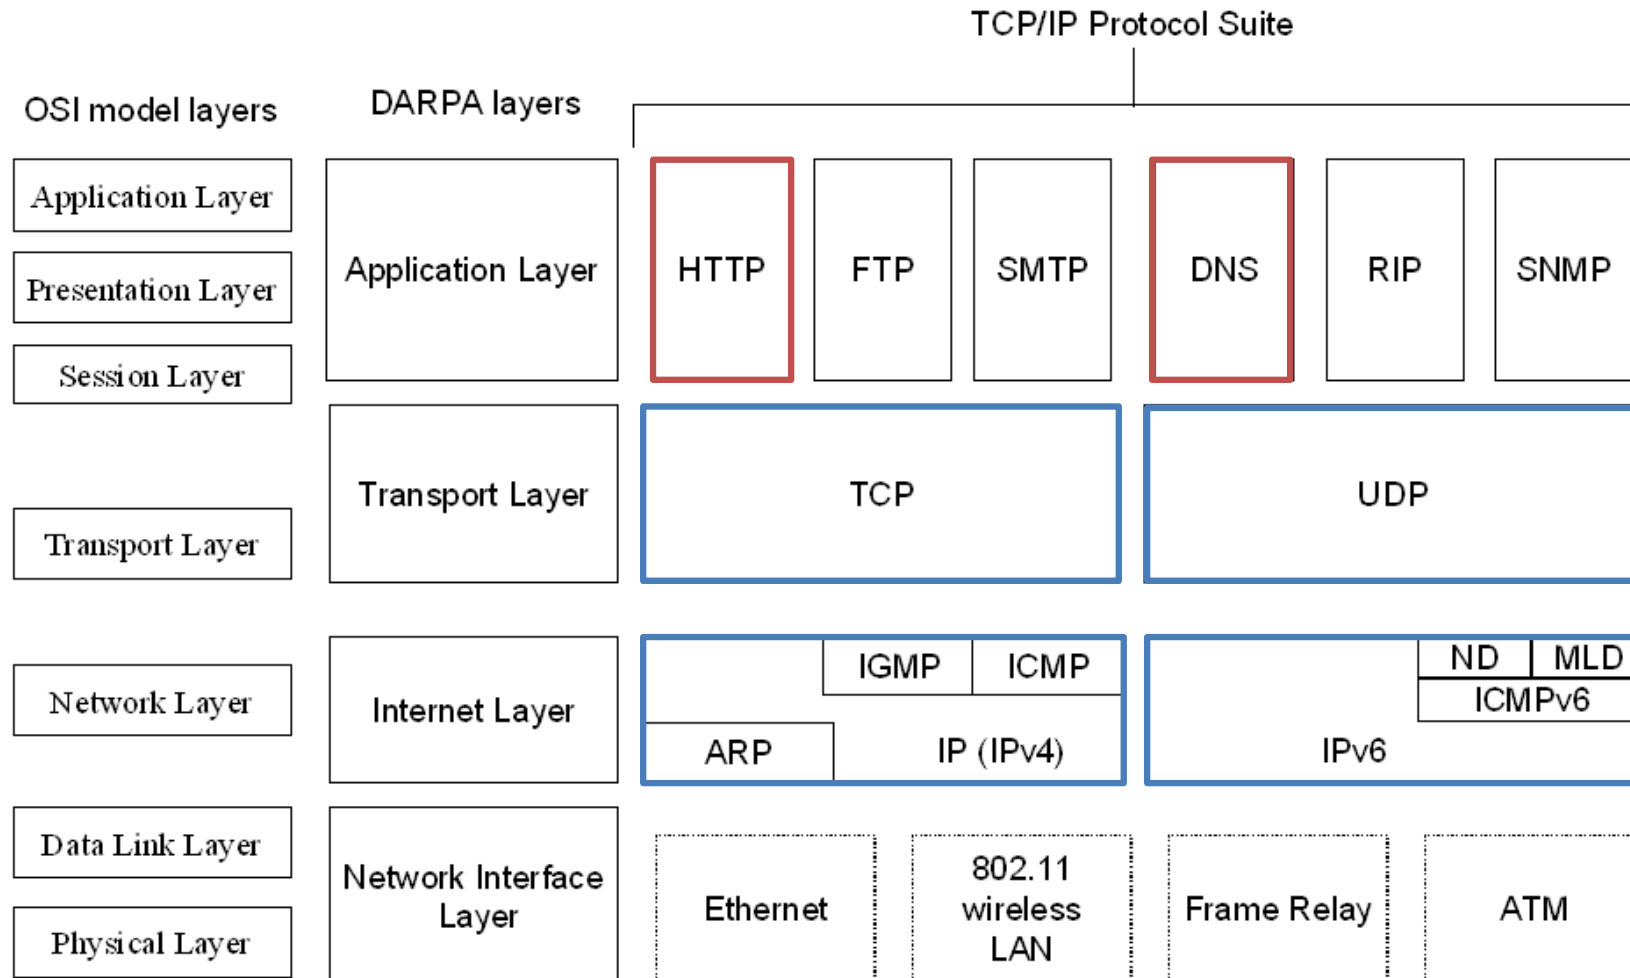 TCP/IP Protocol Suite
OSI model layers
DARPA layers
Application Layer
Presentation Layer
Session Layer
Application Layer
HTTP
FTP
SMTP
DNS
RIP
SNMP
Transport Layer
Transport Layer
TCP
UDP
Network Layer
Internet Layer
IGMP
ICMP
ARP
IP (IPv4)
ND
MLD
ICMPv6
IPv6
Data Link Layer
Physical Layer
Network Interface
Layer
Ethernet
802.11
wireless
LAN
Frame Relay
ATM